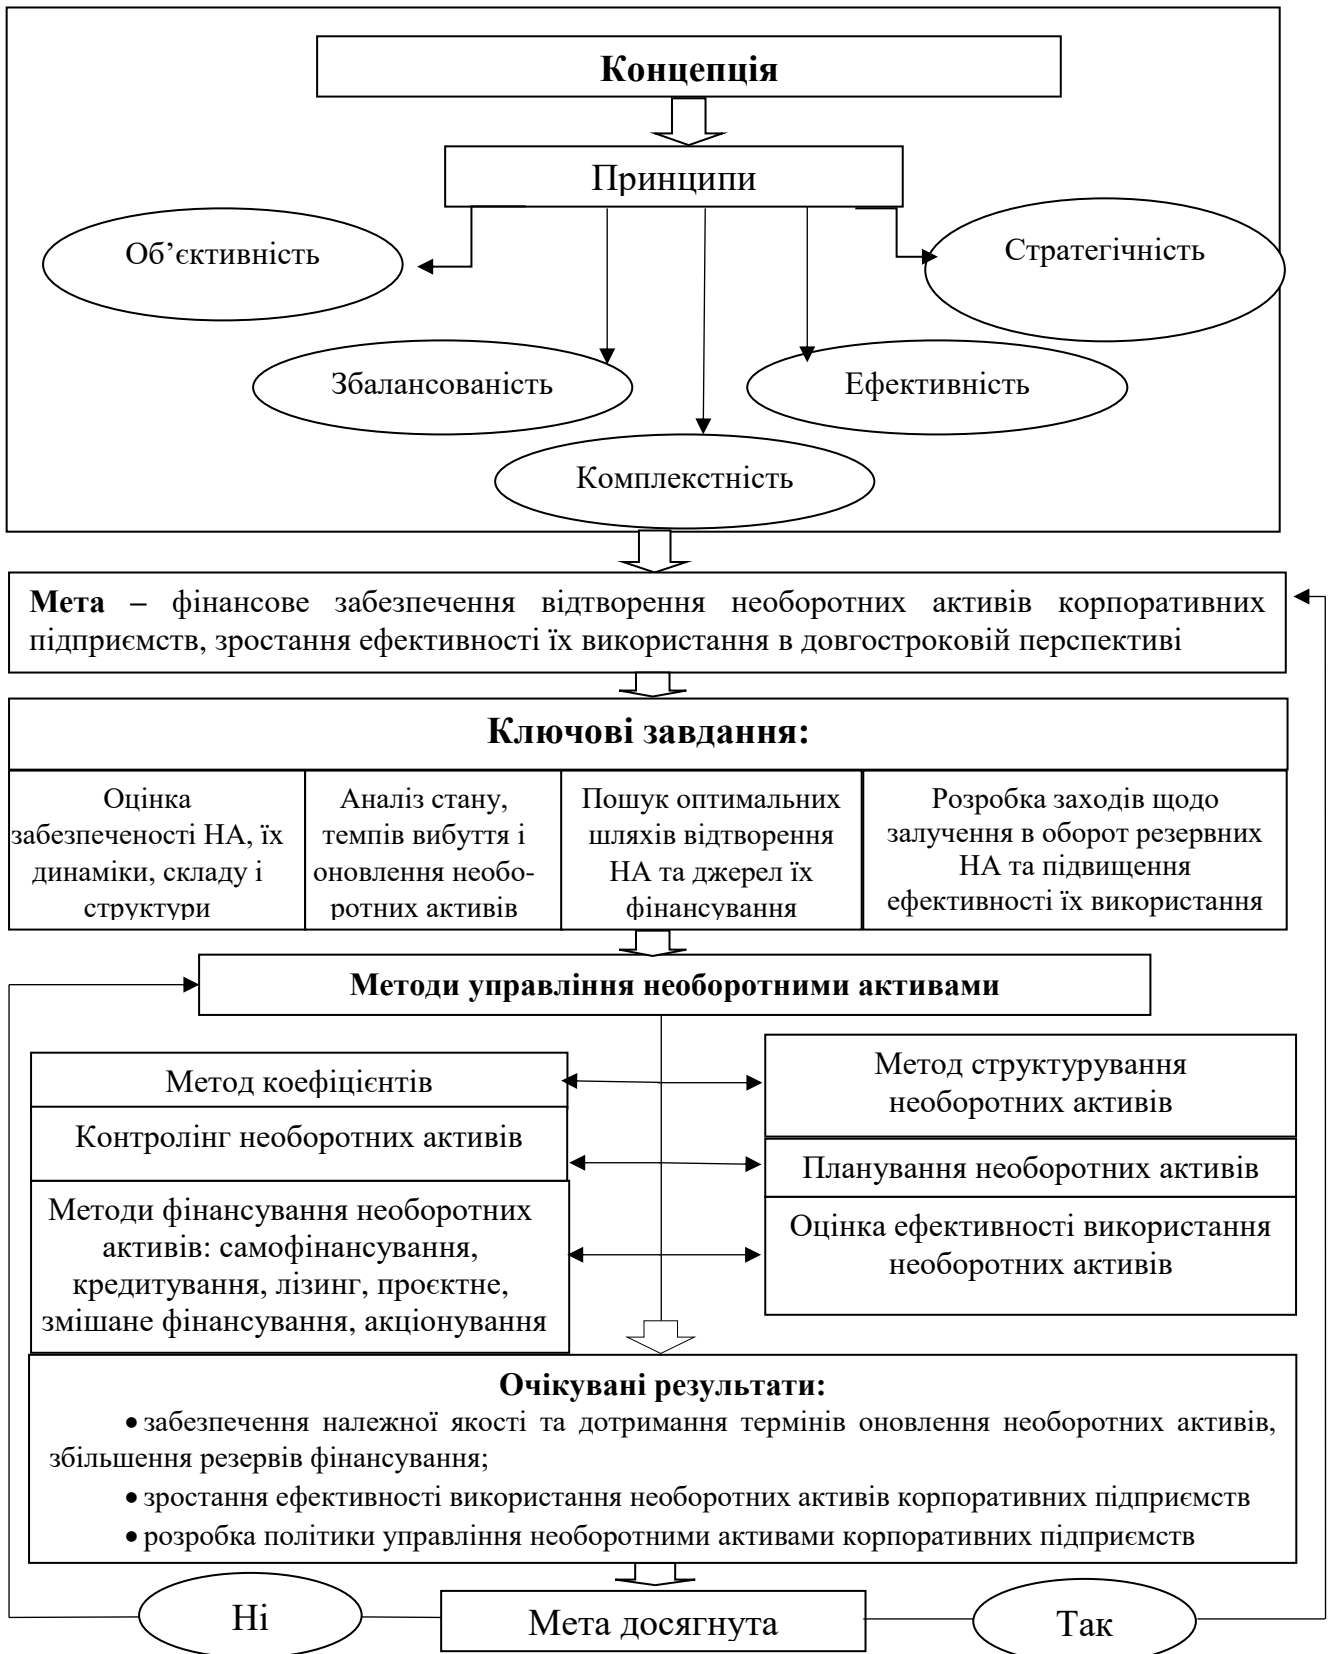 Концепція
Принципи
Об’єктивність
Стратегічність
Збалансованість
Ефективність
Комплекстність
Мета – фінансове забезпечення відтворення необоротних активів корпоративних
підприємств, зростання ефективності їх використання в довгостроковій перспективі
Ключові завдання:
Оцінка
забезпеченості НА, їх
динаміки, складу і
структури
Аналіз стану,
темпів вибуття і
оновлення необо-
ротних активів
Пошук оптимальних
шляхів відтворення
НА та джерел їх
фінансування
Розробка заходів щодо
залучення в оборот резервних
НА та підвищення
ефективності їх використання
Методи управління необоротними активами
Метод коефіцієнтів
Контролінг необоротних активів
Методи фінансування необоротних
активів: самофінансування,
кредитування, лізинг, проєктне,
змішане фінансування, акціонування
Метод структурування
необоротних активів
Планування необоротних активів
Оцінка ефективності використання
необоротних активів
Очікувані результати:
• забезпечення належної якості та дотримання термінів оновлення необоротних активів,
збільшення резервів фінансування;
• зростання ефективності використання необоротних активів корпоративних підприємств
• розробка політики управління необоротними активами корпоративних підприємств
Ні
Мета досягнута
Так